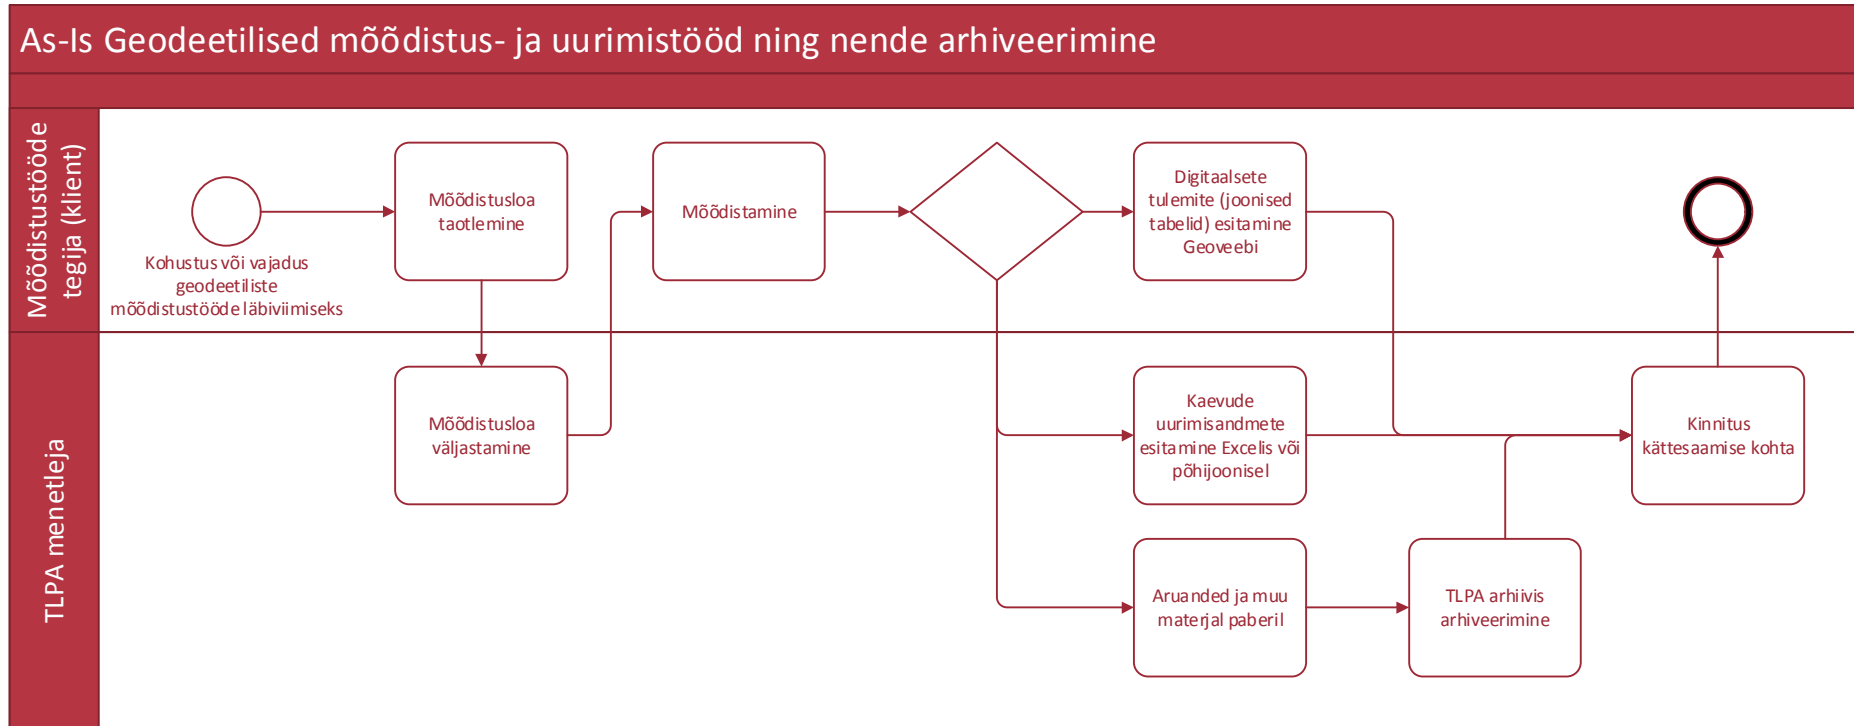 As-Is Geodeetilised mõõdistus- ja uurimistööd ning nende arhiveerimine
Mõõdistustööde
tegija (klient)
Kohustus või vajadus
geodeetiliste
mõõdistustööde läbiviimiseks
Mõõdistusloa
taotlemine
Mõõdistamine
Digitaalsete
tulemite (joonised
tabelid) esitamine
Geoveebi
TLPA menetleja
Mõõdistusloa
väljastamine
Kaevude
uurimisandmete
esitamine Excelis või
põhijoonisel
Kinnitus
kättesaamise kohta
Aruanded ja muu
materjal paberil
TLPA arhiivis
arhiveerimine